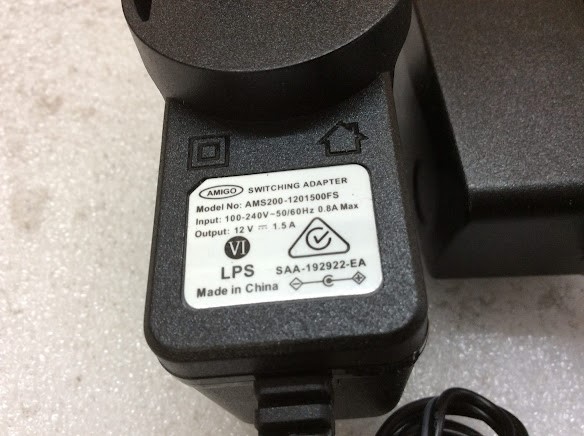 AMIGO SWITCHING ADAPTER
Model No: AMS200-1201500FS
Input: 100-240V~50/60Hz 0.8A Max
Output: 12 V ⎓ 1.5 A
VI
LPS
SAA-192922-EA
Made in China